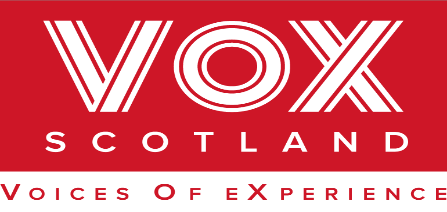 VOX
SCOTLAND
VOICES OF EXPERIENCE